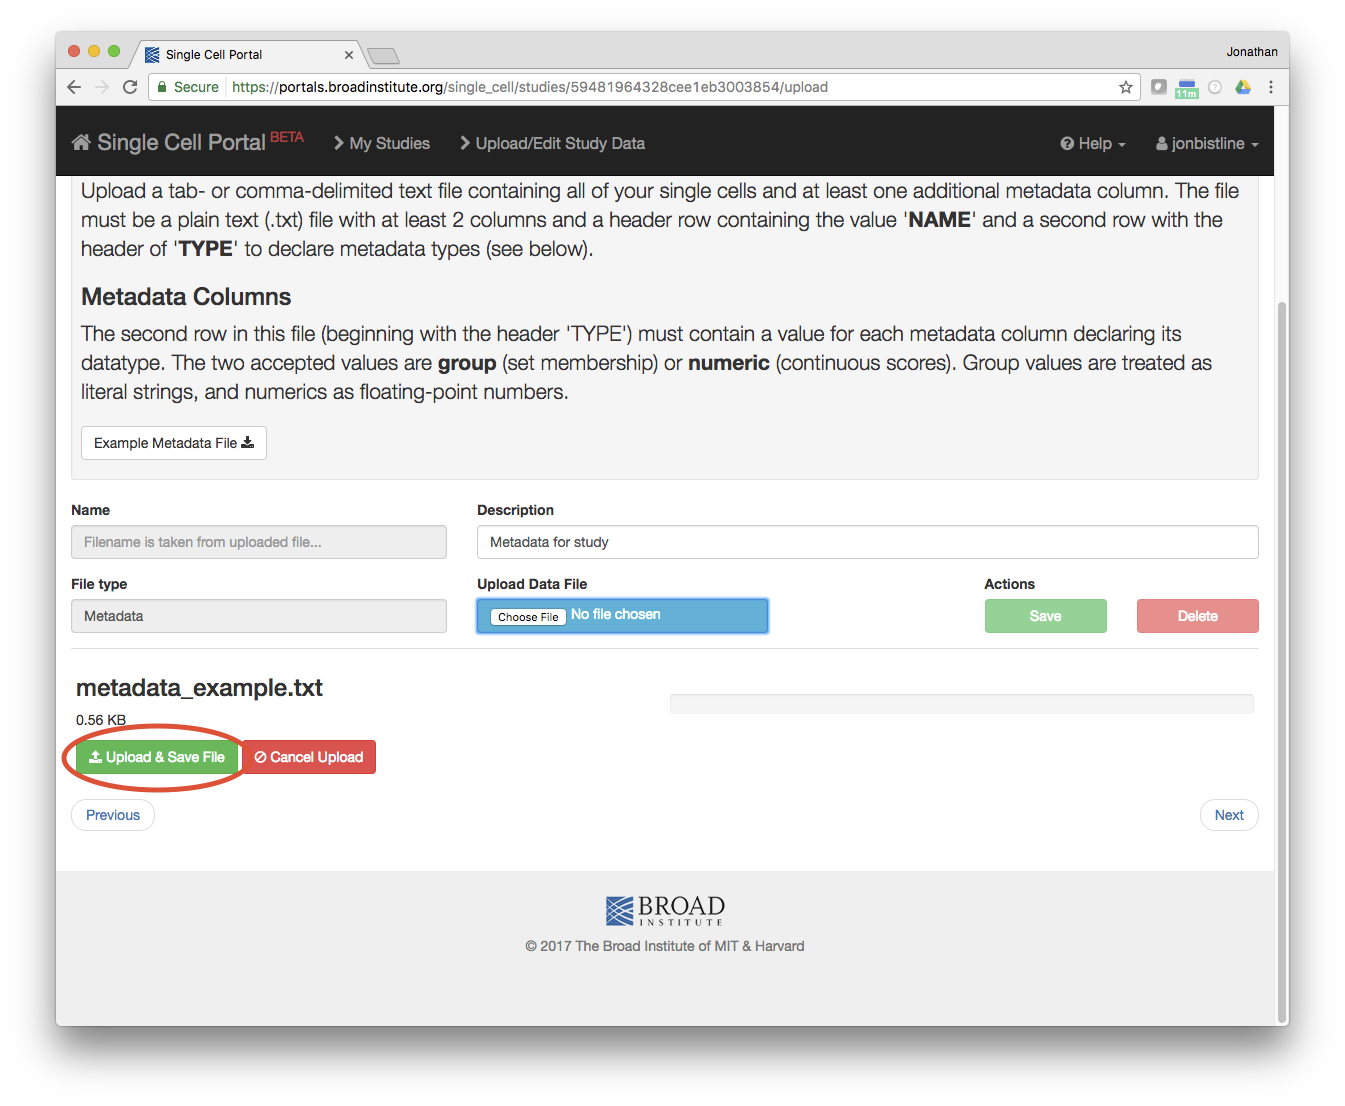 Single Cell Portal
Jonathan
Secure
https://portals.broadinstitute.org/single_cell/studies/59481964328cee1eb3003854/upload
11m
Single Cell Portal BETA
My Studies
Upload/Edit Study Data
Help
jonbistline
Upload a tab- or comma-delimited text file containing all of your single cells and at least one additional metadata column. The file
must be a plain text (.txt) file with at least 2 columns and a header row containing the value 'NAME' and a second row with the
header of 'TYPE' to declare metadata types (see below).
Metadata Columns
The second row in this file (beginning with the header 'TYPE') must contain a value for each metadata column declaring its
datatype. The two accepted values are group (set membership) or numeric (continuous scores). Group values are treated as
literal strings, and numerics as floating-point numbers.
Example Metadata File
Name
Description
Filename is taken from uploaded file...
Metadata for study
File type
Upload Data File
Actions
Metadata
Choose File No file chosen
Save
Delete
metadata_example.txt
0.56 KB
Upload & Save File
Cancel Upload
Previous
Next
BROAD
INSTITUTE
© 2017 The Broad Institute of MIT & Harvard